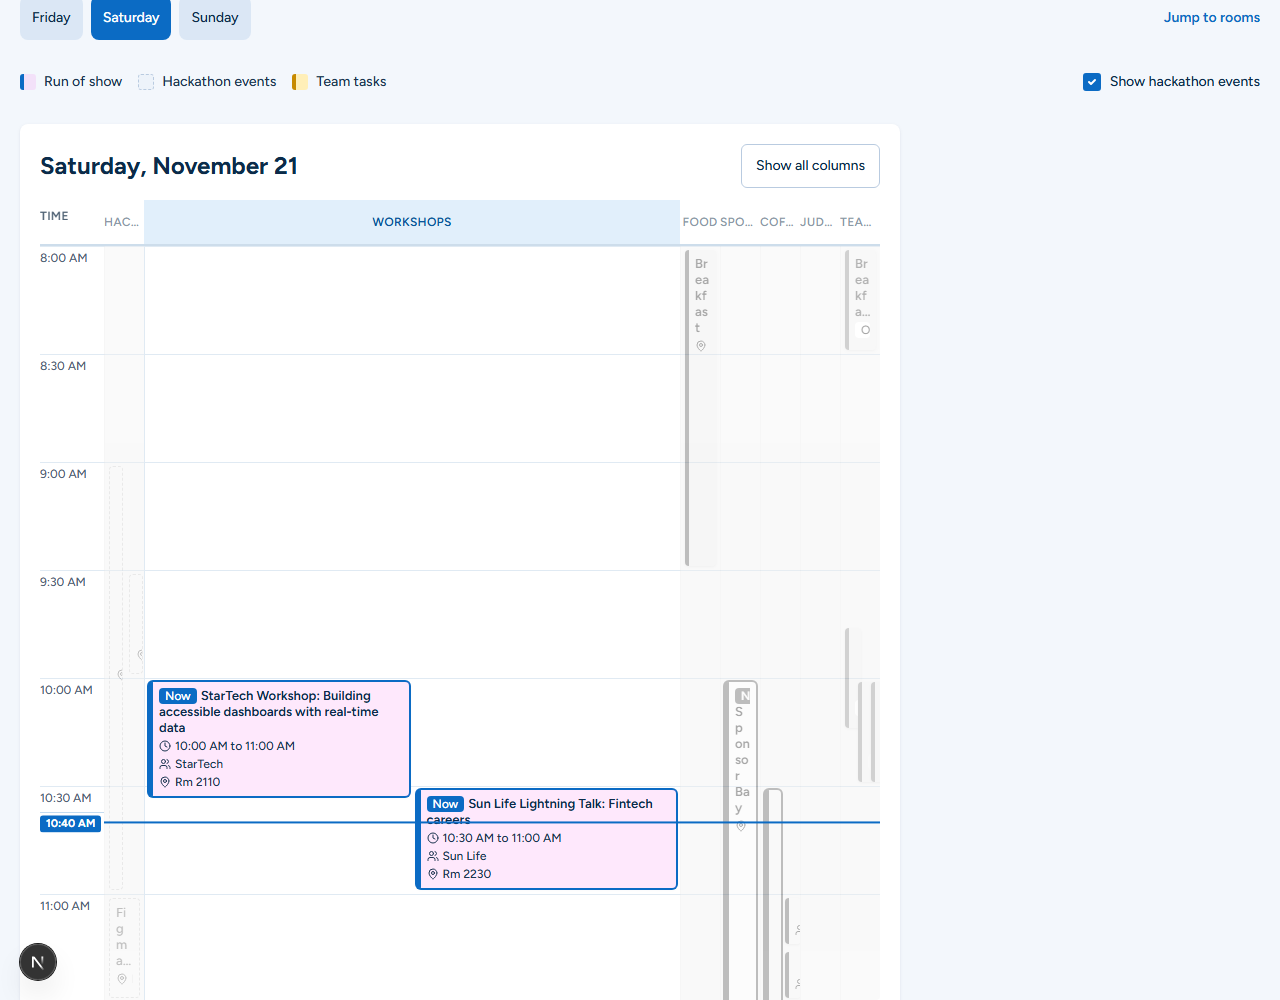 Friday
Saturday
Sunday
Jump to rooms
Run of show
Hackathon events
Team tasks
Show hackathon events
Saturday, November 21
Show all columns
TIME
HAC...
WORKSHOPS
FOOD
SPO...
COF...
JUD...
TEA...
8:00 AM
Br
ea
kf
as
t
Br
ea
kf
a...
O
8:30 AM
9:00 AM
9:30 AM
10:00 AM
Now StarTech Workshop: Building
accessible dashboards with real-time
data
10:00 AM to 11:00 AM
StarTech
Rm 2110
N
S
p
on
so
r
Ba
y
10:30 AM
10:40 AM
Now Sun Life Lightning Talk: Fintech
careers
10:30 AM to 11:00 AM
Sun Life
Rm 2230
11:00 AM
Fi
g
m
a...
N